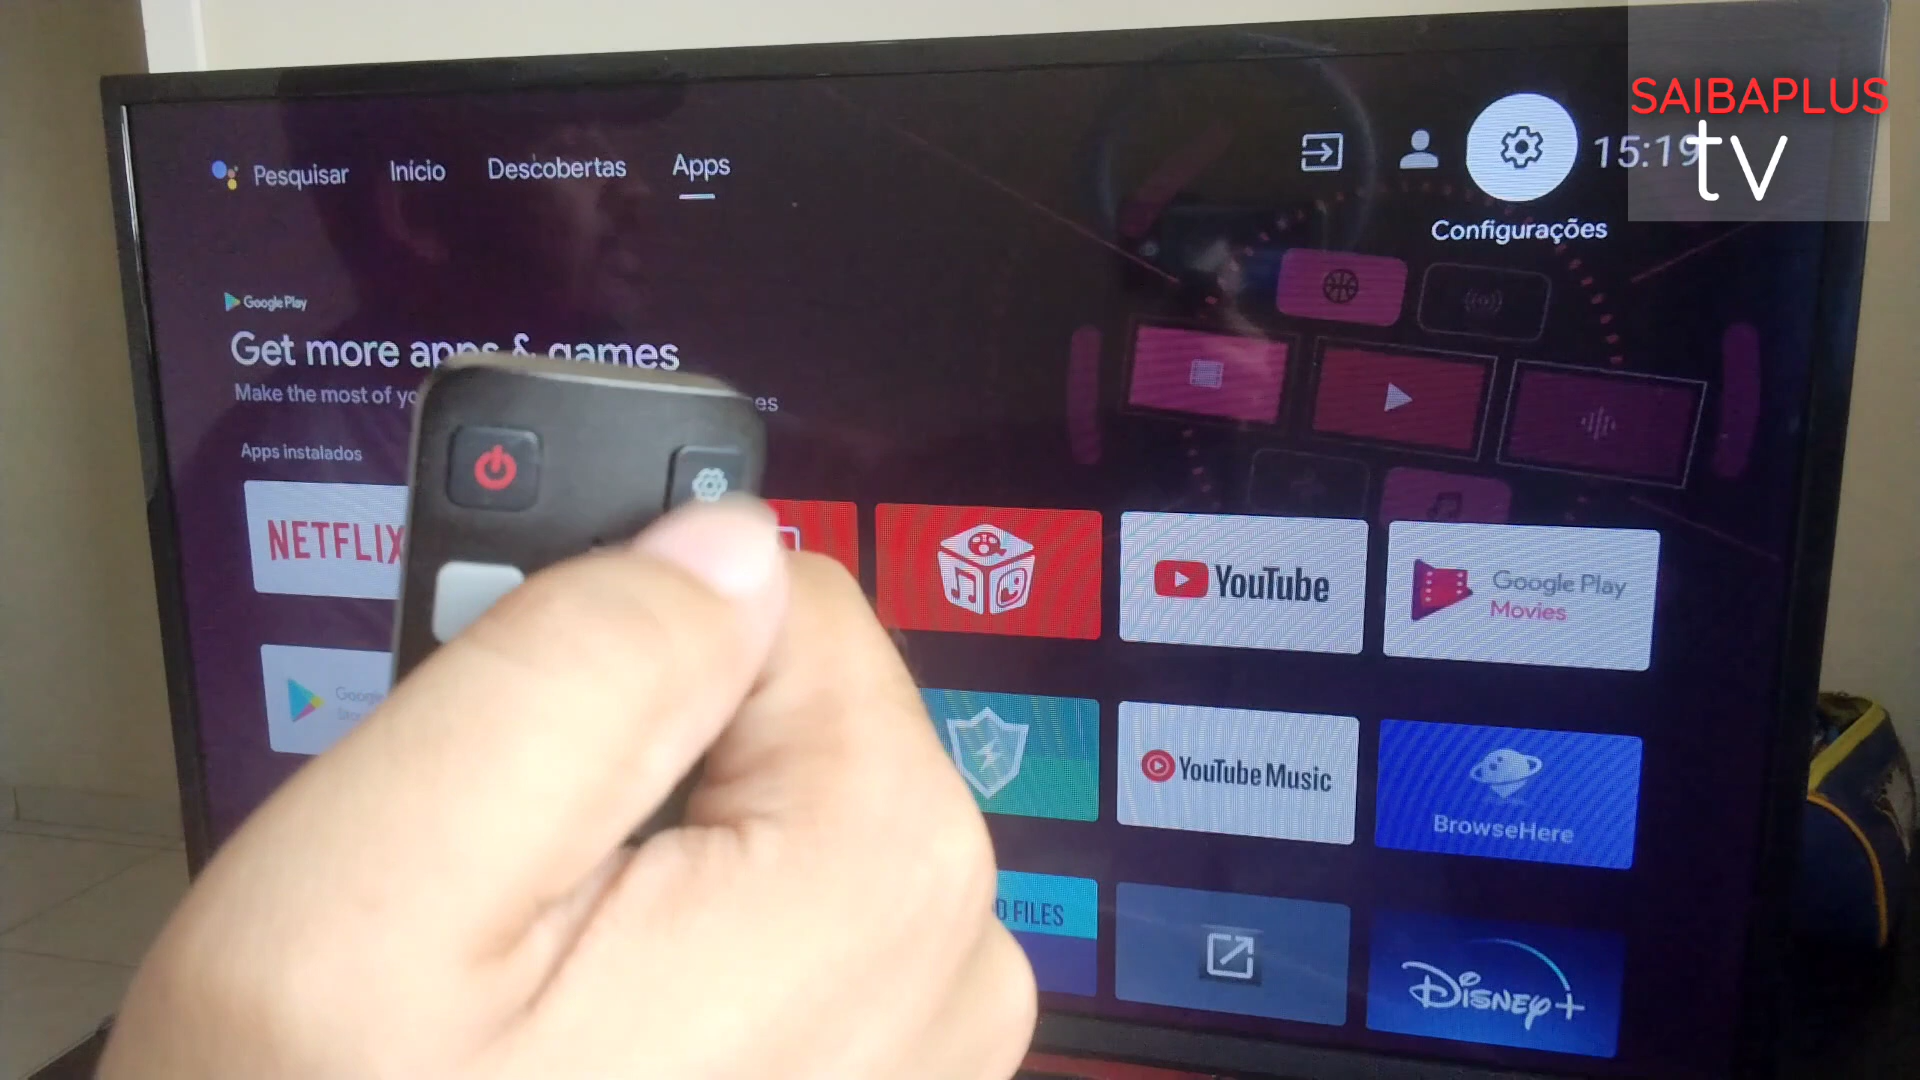 SAIBAPLUS
tv
Pesquisar Início Descobertas Apps
15:19
Configurações
Google Play
Get more apps & games
Make the most of yo
es
Apps instalados
NETFLIX
YouTube
Google Play
Movies
Google
YouTube Music
BrowseHere
D FILES
Disney+